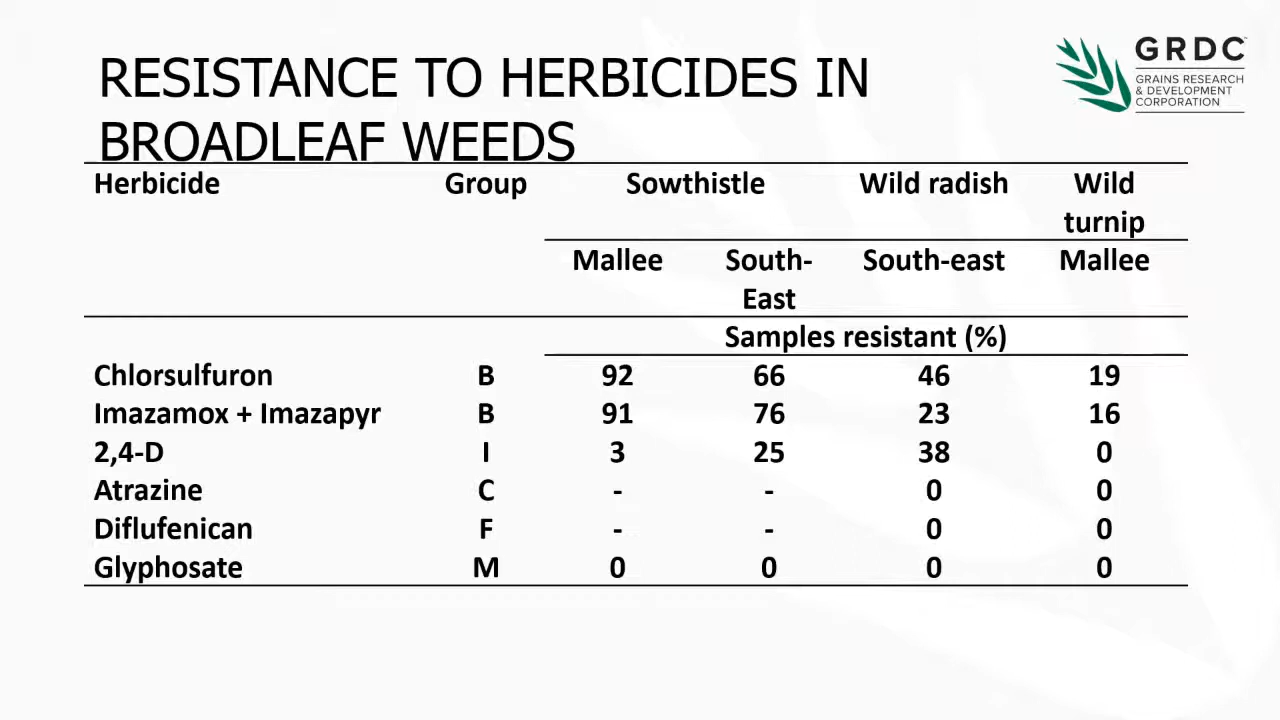 RESISTANCE TO HERBICIDES IN
BROADLEAF WEEDS
GRDC™
GRAINS RESEARCH
& DEVELOPMENT
CORPORATION
Herbicide Group Sowthistle Wild radish Wild
turnip
Mallee South- South-east Mallee
East
Samples resistant (%)
Chlorsulfuron B 92 66 46 19
Imazamox + Imazapyr B 91 76 23 16
2,4-D I 3 25 38 0
Atrazine C - - 0 0
Diflufenican F - - 0 0
Glyphosate M 0 0 0 0